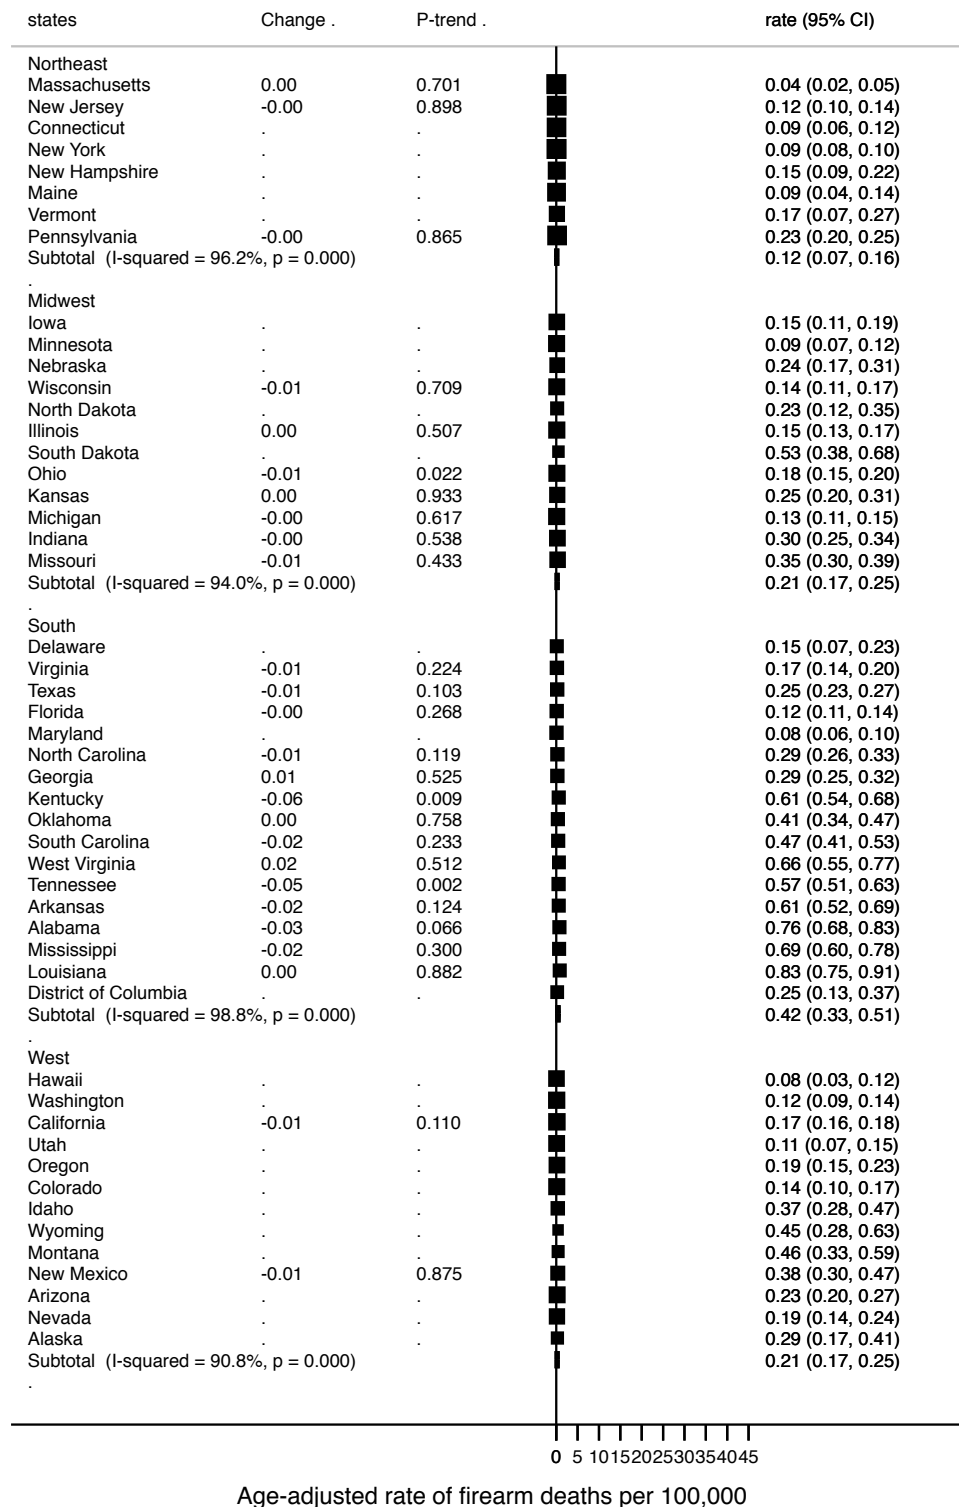 states Change . P-trend . rate (95% CI)
Northeast
Massachusetts 0.00 0.701 0.04 (0.02, 0.05)
New Jersey -0.00 0.898 0.12 (0.10, 0.14)
Connecticut . . 0.09 (0.06, 0.12)
New York . . 0.09 (0.08, 0.10)
New Hampshire . . 0.15 (0.09, 0.22)
Maine . . 0.09 (0.04, 0.14)
Vermont . . 0.17 (0.07, 0.27)
Pennsylvania -0.00 0.865 0.23 (0.20, 0.25)
Subtotal (I-squared = 96.2%, p = 0.000) 0.12 (0.07, 0.16)
.
Midwest
Iowa . . 0.15 (0.11, 0.19)
Minnesota . . 0.09 (0.07, 0.12)
Nebraska . . 0.24 (0.17, 0.31)
Wisconsin -0.01 0.709 0.14 (0.11, 0.17)
North Dakota . . 0.23 (0.12, 0.35)
Illinois 0.00 0.507 0.15 (0.13, 0.17)
South Dakota . . 0.53 (0.38, 0.68)
Ohio -0.01 0.022 0.18 (0.15, 0.20)
Kansas 0.00 0.933 0.25 (0.20, 0.31)
Michigan -0.00 0.617 0.13 (0.11, 0.15)
Indiana -0.00 0.538 0.30 (0.25, 0.34)
Missouri -0.01 0.433 0.35 (0.30, 0.39)
Subtotal (I-squared = 94.0%, p = 0.000) 0.21 (0.17, 0.25)
.
South
Delaware . . 0.15 (0.07, 0.23)
Virginia -0.01 0.224 0.17 (0.14, 0.20)
Texas -0.01 0.103 0.25 (0.23, 0.27)
Florida -0.00 0.268 0.12 (0.11, 0.14)
Maryland . . 0.08 (0.06, 0.10)
North Carolina -0.01 0.119 0.29 (0.26, 0.33)
Georgia 0.01 0.525 0.29 (0.25, 0.32)
Kentucky -0.06 0.009 0.61 (0.54, 0.68)
Oklahoma 0.00 0.758 0.41 (0.34, 0.47)
South Carolina -0.02 0.233 0.47 (0.41, 0.53)
West Virginia 0.02 0.512 0.66 (0.55, 0.77)
Tennessee -0.05 0.002 0.57 (0.51, 0.63)
Arkansas -0.02 0.124 0.61 (0.52, 0.69)
Alabama -0.03 0.066 0.76 (0.68, 0.83)
Mississippi -0.02 0.300 0.69 (0.60, 0.78)
Louisiana 0.00 0.882 0.83 (0.75, 0.91)
District of Columbia . . 0.25 (0.13, 0.37)
Subtotal (I-squared = 98.8%, p = 0.000) 0.42 (0.33, 0.51)
.
West
Hawaii . . 0.08 (0.03, 0.12)
Washington . . 0.12 (0.09, 0.14)
California -0.01 0.110 0.17 (0.16, 0.18)
Utah . . 0.11 (0.07, 0.15)
Oregon . . 0.19 (0.15, 0.23)
Colorado . . 0.14 (0.10, 0.17)
Idaho . . 0.37 (0.28, 0.47)
Wyoming . . 0.45 (0.28, 0.63)
Montana . . 0.46 (0.33, 0.59)
New Mexico -0.01 0.875 0.38 (0.30, 0.47)
Arizona . . 0.23 (0.20, 0.27)
Nevada . . 0.19 (0.14, 0.24)
Alaska . . 0.29 (0.17, 0.41)
Subtotal (I-squared = 90.8%, p = 0.000) 0.21 (0.17, 0.25)
.
0 5 10 15 20 25 30 35 40 45
Age-adjusted rate of firearm deaths per 100,000